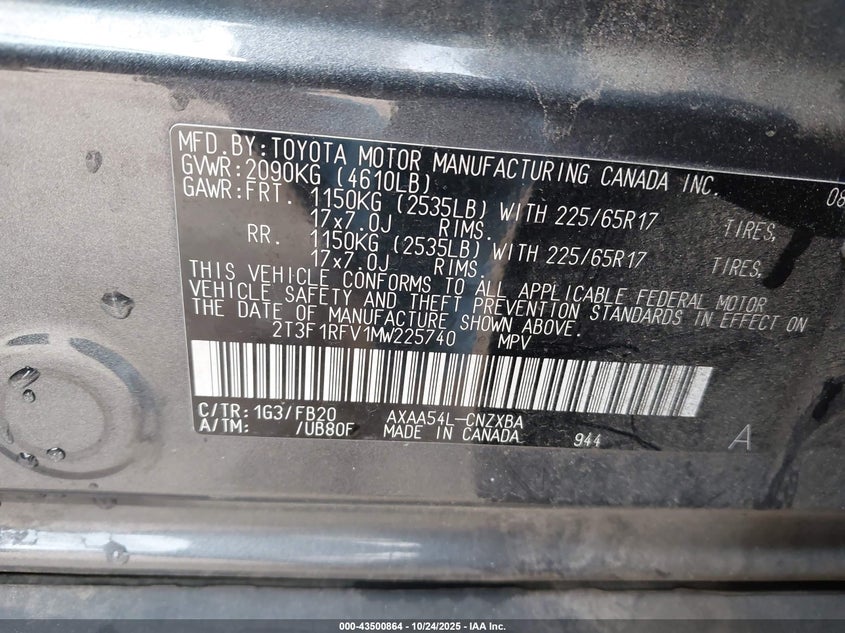 MFD.BY:TOYOTA MOTOR MANUFACTURING CANADA INC. 08
GVWR:2090KG (4610LB)
GAWR:FRT. 1150KG (2535LB) WITH 225/65R17 TIRES,
17x7.0J RIMS.
RR. 1150KG (2535LB) WITH 225/65R17 TIRES,
17x7.0J RIMS.
THIS VEHICLE CONFORMS TO ALL APPLICABLE FEDERAL MOTOR
VEHICLE SAFETY AND THEFT PREVENTION STANDARDS IN EFFECT ON
THE DATE OF MANUFACTURE SHOWN ABOVE.
2T3F1RFV1MW225740 MPV
C/TR:1G3/FB20 AXAA54L-CNZXBA
A/TM: /UB80F MADE IN CANADA 944 A
000-43500864 | 10/24/2025 | IAA Inc.